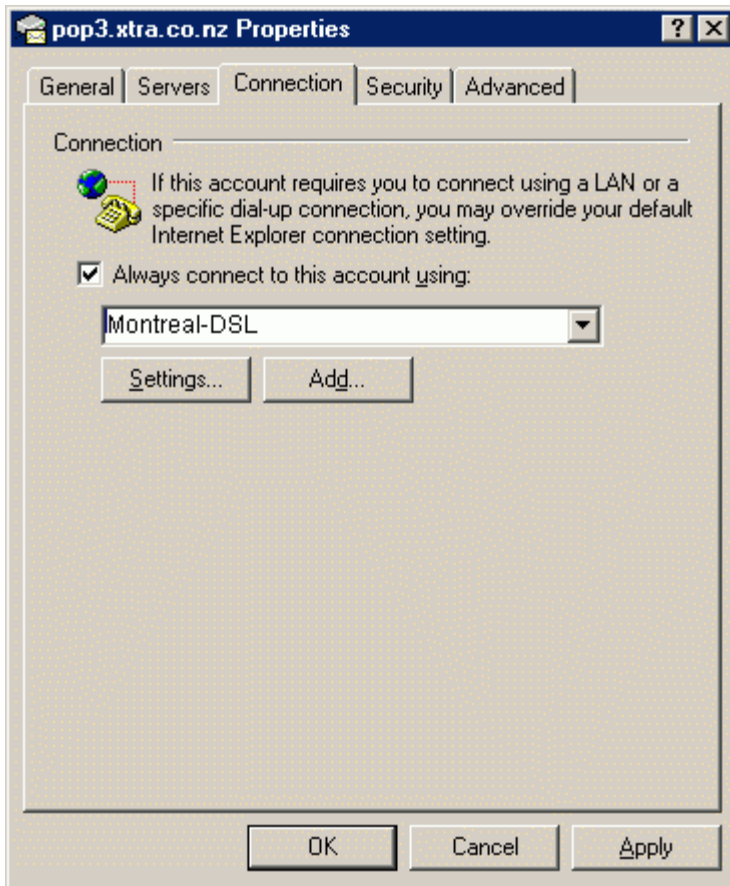 pop3.xtra.co.nz Properties
General Servers Connection Security Advanced
Connection
If this account requires you to connect using a LAN or a
specific dial-up connection, you may override your default
Internet Explorer connection setting.
Always connect to this account using:
Montreal-DSL
Settings... Add...
OK Cancel Apply